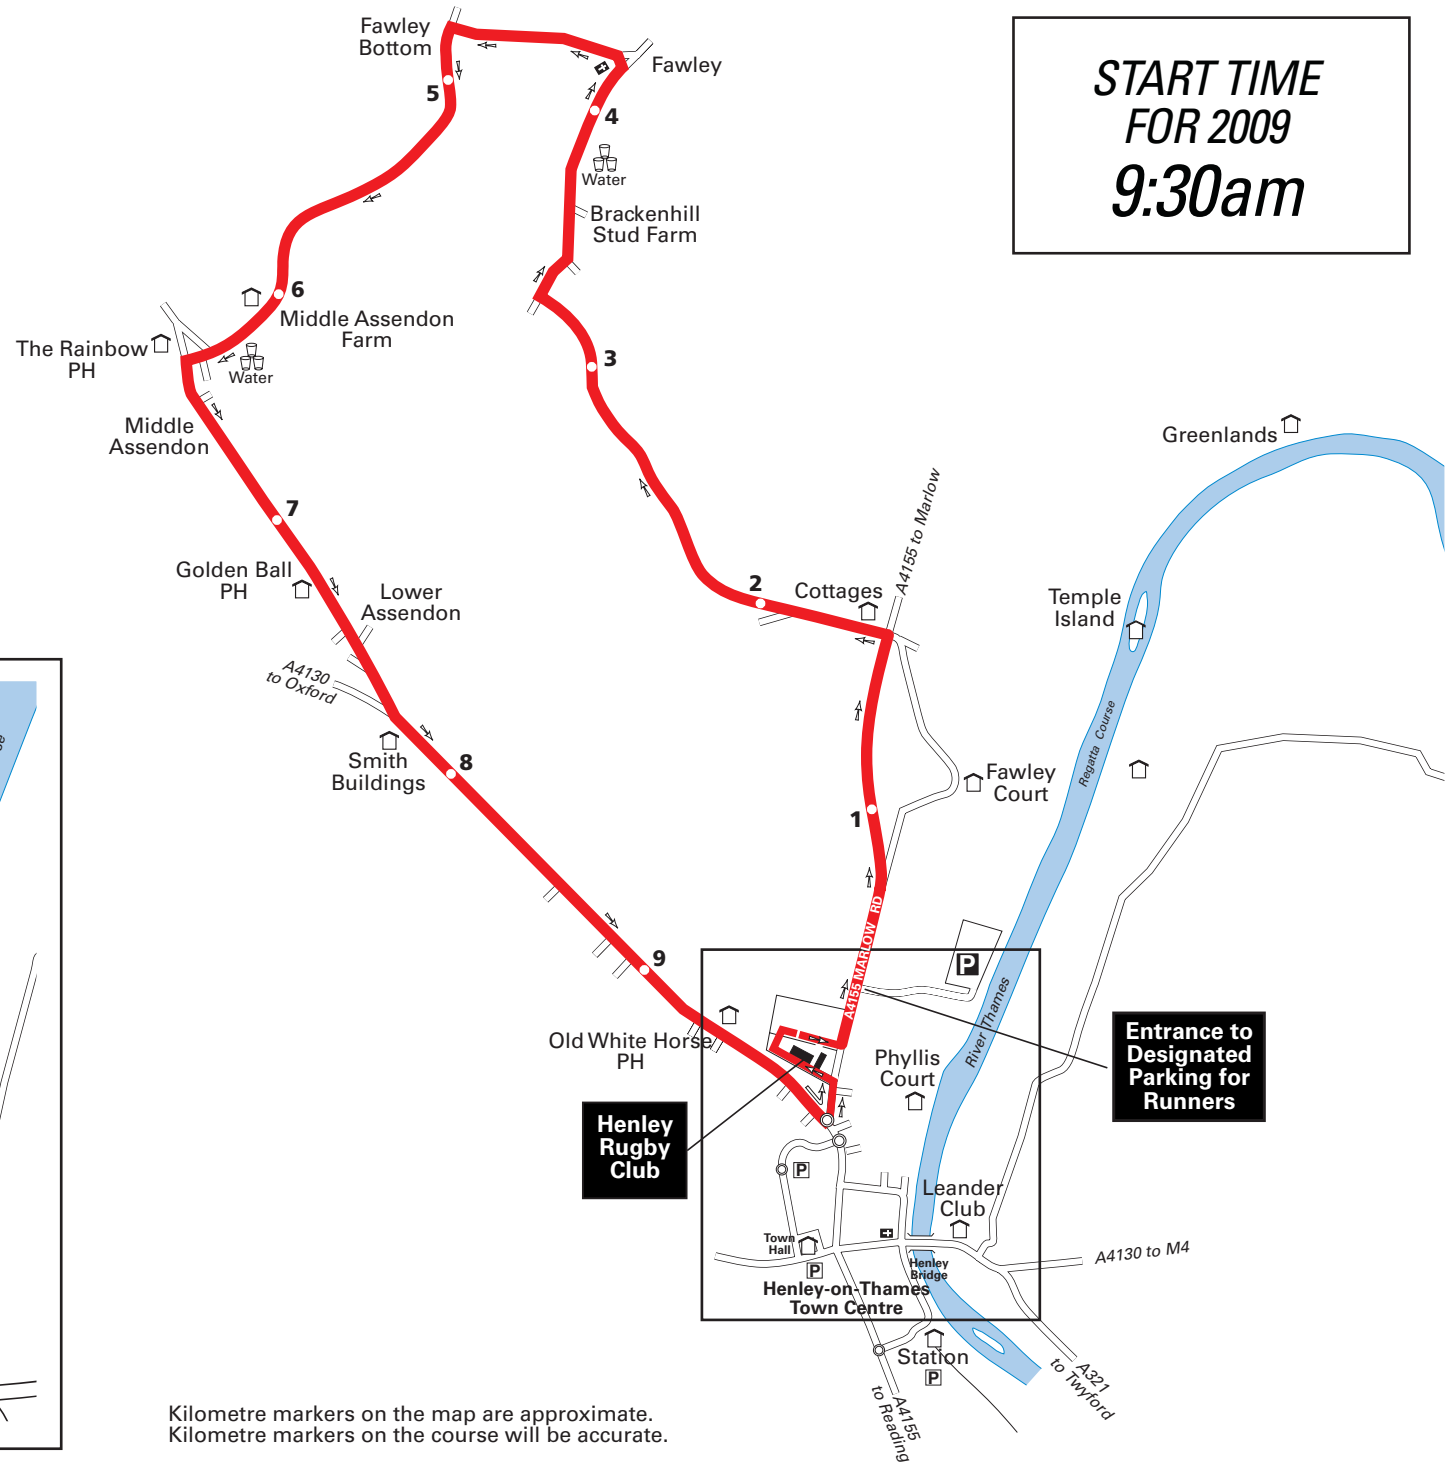 START TIME
FOR 2009
9:30am
Fawley
Bottom
Fawley
5
4
Water
Brackenhill
Stud Farm
6
Middle Assendon
Farm
The Rainbow
PH
Water
3
Middle
Assendon
Greenlands
7
A4155 to Marlow
Golden Ball
PH
Lower
Assendon
2
Cottages
Temple
Island
A4130
to Oxford
Regatta Course
Smith
Buildings
8
Fawley
Court
1
A4155 MARLOW RD
9
P
River Thames
Old White Horse
PH
Phyllis
Court
Entrance to
Designated
Parking for
Runners
Henley
Rugby
Club
P
Leander
Club
Town
Hall
P
Henley
Bridge
A4130 to M4
Henley-on-Thames
Town Centre
Station
P
A321
to Twyford
A4155
to Reading
Kilometre markers on the map are approximate.
Kilometre markers on the course will be accurate.